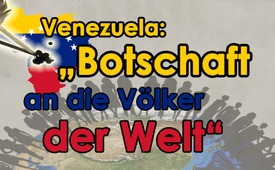 Venezuela:
„Botschaft
an die Völker
der Welt“